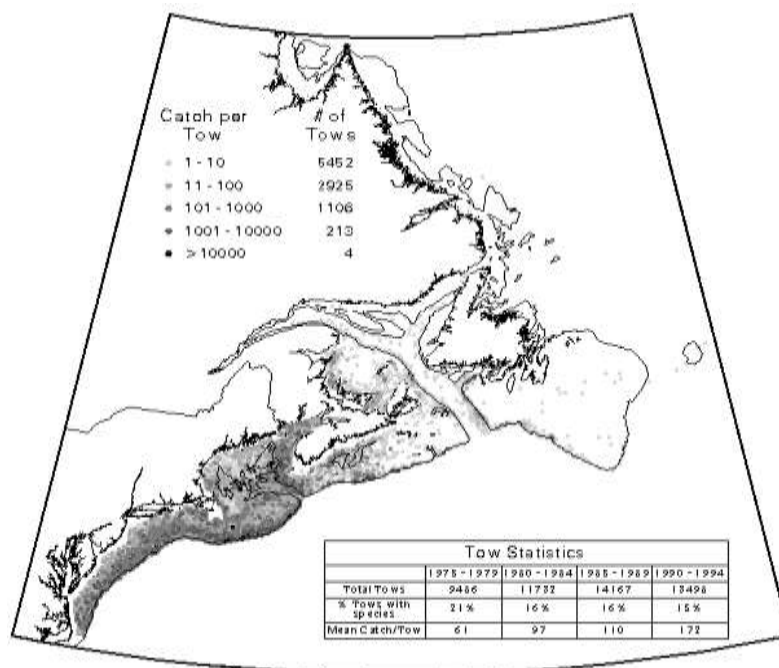 Catch per Tow # of Tows
1 - 10 5452
11 - 100 2925
101 - 1000 1106
1001 - 10000 213
> 10000 4
Tow Statistics
1975 - 1979 1980 - 1984 1985 - 1989 1990 - 1994
Total Tows 9486 11732 14167 13498
% Tows with species 21% 16% 16% 15%
Mean Catch/Tow 61 97 110 172